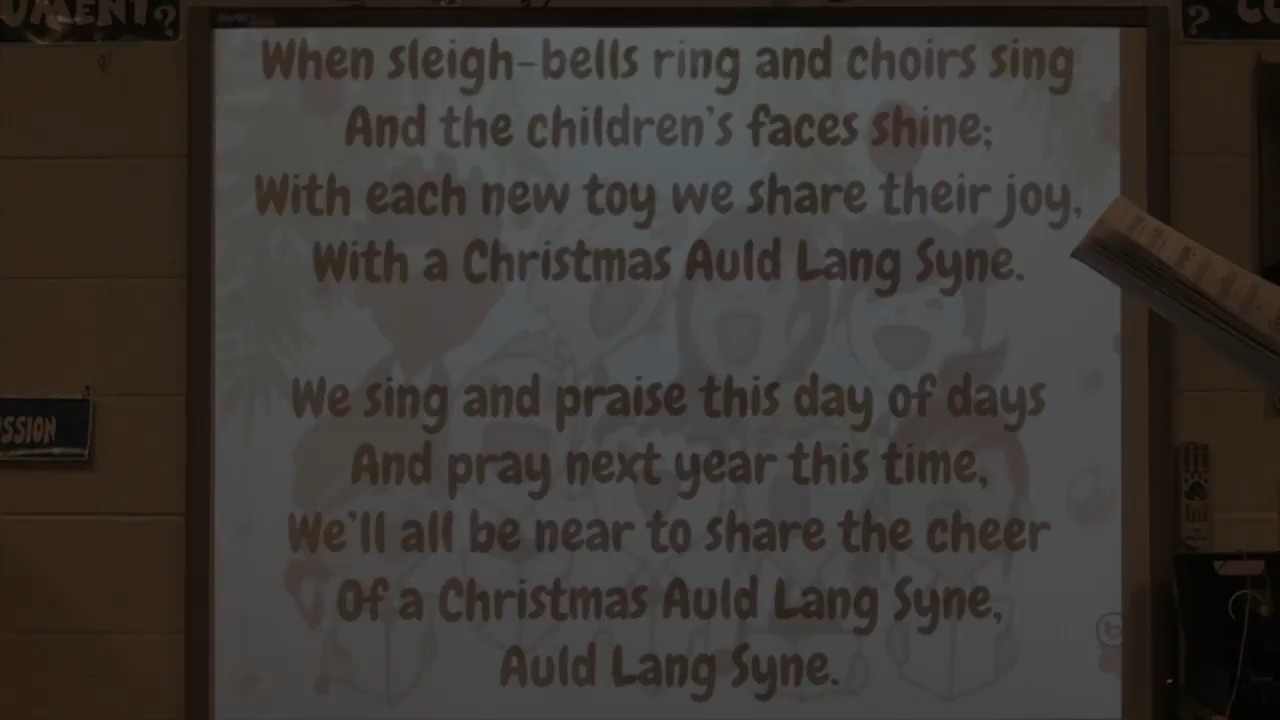 UMENT?
?
When sleigh-bells ring and choirs sing
And the children's faces shine;
With each new toy we share their joy,
With a Christmas Auld Lang Syne.
We sing and praise this day of days
And pray next year this time,
We'll all be near to share the cheer
Of a Christmas Auld Lang Syne,
Auld Lang Syne.
SSION